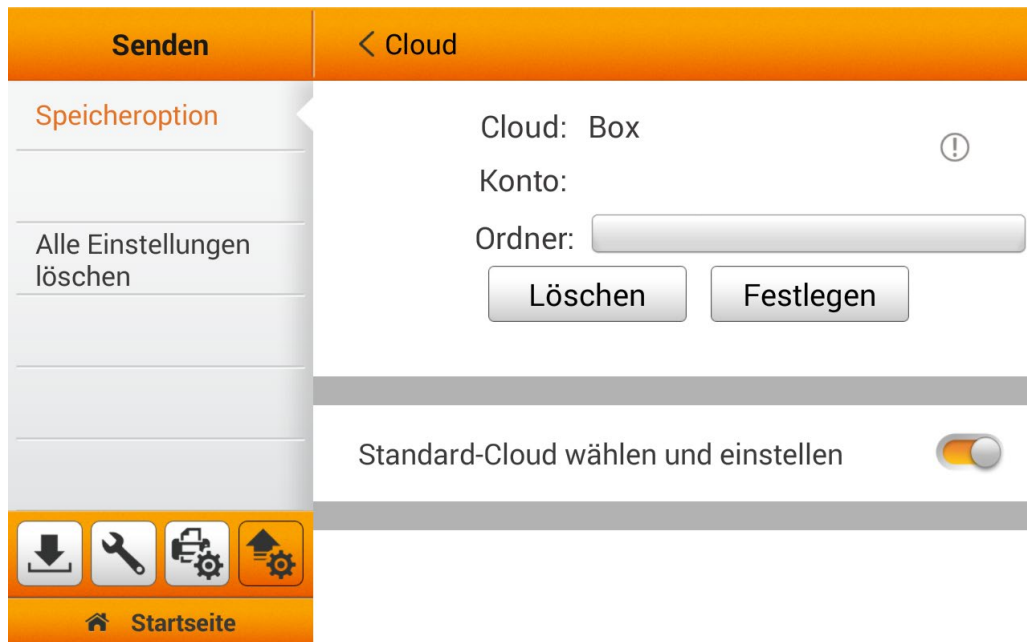 Senden
< Cloud
Speicheroption
Alle Einstellungen
löschen
Cloud: Box
Konto:
Ordner:
Löschen
Festlegen
Standard-Cloud wählen und einstellen
Startseite